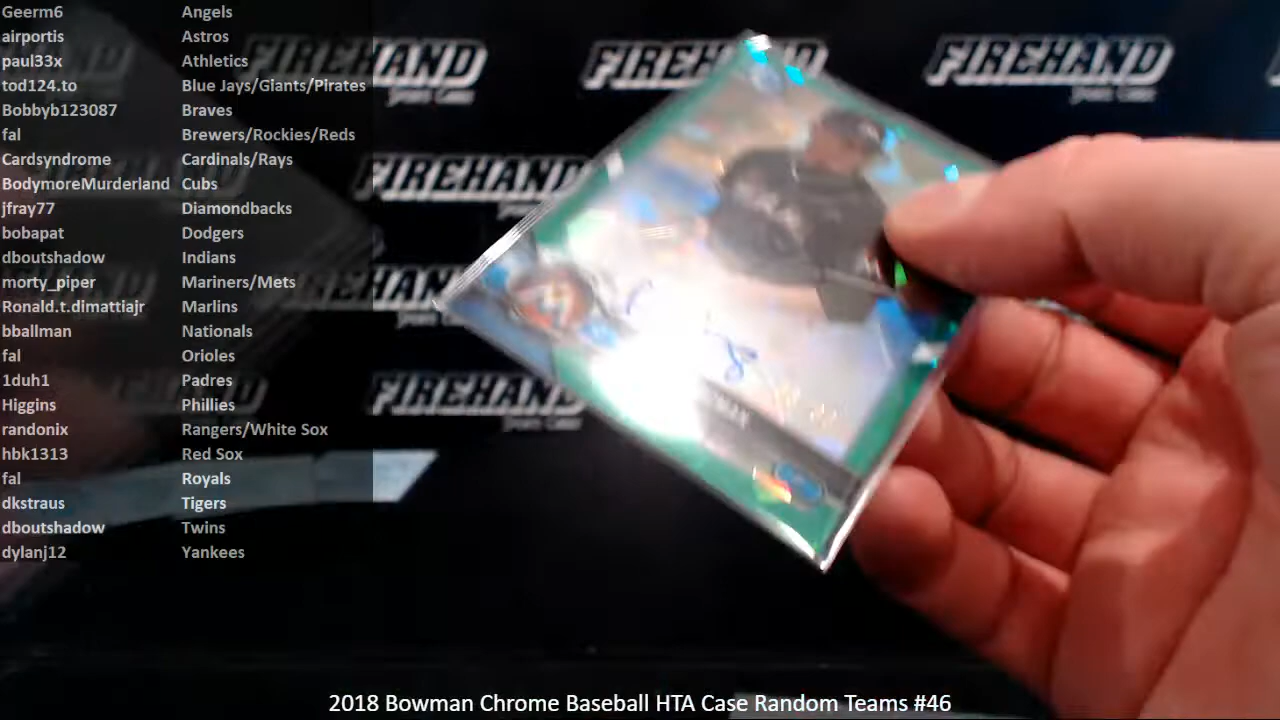 Geerm6 Angels
airportis Astros
paul33x Athletics
tod124.to Blue Jays/Giants/Pirates
Bobbyb123087 Braves
fal Brewers/Rockies/Reds
Cardsyndrome Cardinals/Rays
BodymoreMurderland Cubs
jfray77 Diamondbacks
bobapat Dodgers
dboutshadow Indians
morty_piper Mariners/Mets
Ronald.t.dimattiajr Marlins
bballman Nationals
fal Orioles
1duh1 Padres
Higgins Phillies
randonix Rangers/White Sox
hbk1313 Red Sox
fal Royals
dkstraus Tigers
dboutshadow Twins
dylanj12 Yankees
FIREHAND FIREHAND FIREHAND
FIREHAND
FIREHAND
2018 Bowman Chrome Baseball HTA Case Random Teams #46